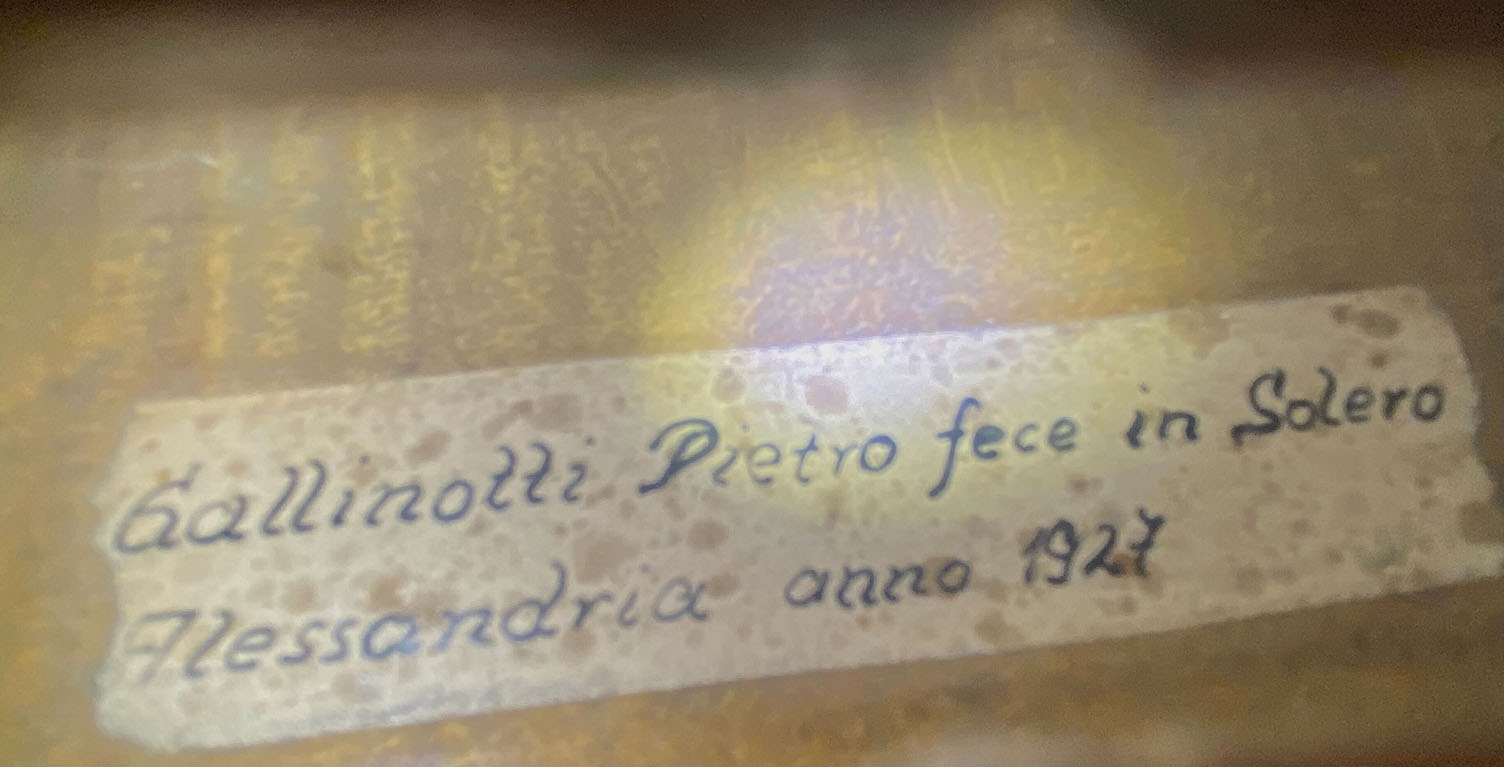 Gallinotti Pietro fece in Solero
Alessandria anno 1927